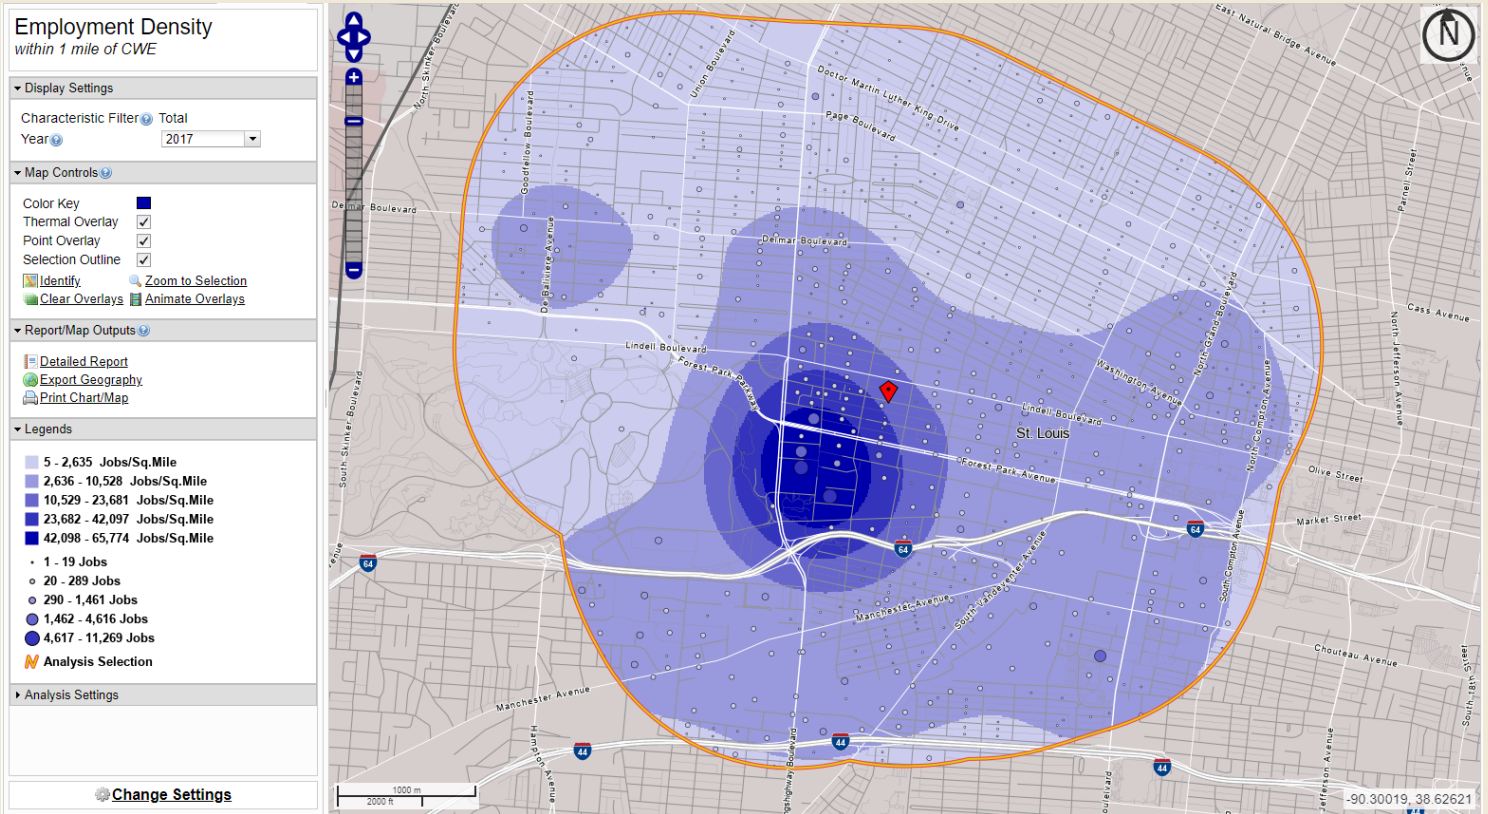 Employment Density
within 1 mile of CWE
Display Settings
Characteristic Filter Total
Year 2017
Map Controls
Color Key
Thermal Overlay
Point Overlay
Selection Outline
Identify Zoom to Selection
Clear Overlays Animate Overlays
Report/Map Outputs
Detailed Report
Export Geography
Print Chart/Map
Legends
5 - 2,635 Jobs/Sq.Mile
2,636 - 10,528 Jobs/Sq.Mile
10,529 - 23,681 Jobs/Sq.Mile
23,682 - 42,097 Jobs/Sq.Mile
42,098 - 65,774 Jobs/Sq.Mile
1 - 19 Jobs
20 - 289 Jobs
290 - 1,461 Jobs
1,462 - 4,616 Jobs
4,617 - 11,269 Jobs
Analysis Selection
Analysis Settings
Change Settings
N
North Skinker Boulevard
Union Boulevard
East Natural Bridge Avenue
Doctor Martin Luther King Drive
Page Boulevard
Goodfellow Boulevard
Parnell Street
Delmar Boulevard
Delmar Boulevard
De Baliviere Avenue
North Grand Boulevard
Cass Avenue
North Jefferson Avenue
Lindell Boulevard
Forest Park Parkway
Washington Avenue
Lindell Boulevard
St. Louis
North Compton Avenue
South Skinker Boulevard
Forest Park Avenue
Olive Street
Market Street
64
64
64
South Compton Avenue
South Vandeventer Avenue
Manchester Avenue
Chouteau Avenue
South 18th Street
Manchester Avenue
Hampton Avenue
44
44
44
Jefferson Avenue
1000 m
2000 ft
-90.30019, 38.62621